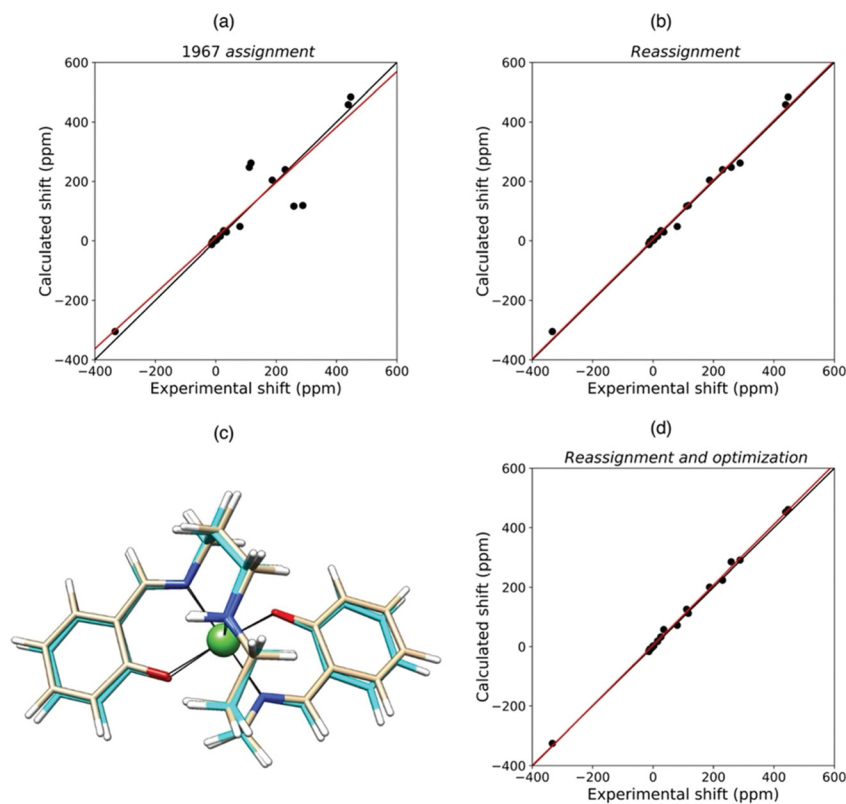 (a)
1967 assignment
600
400
200
0
−200
−400
−400 −200 0 200 400 600
Calculated shift (ppm)
Experimental shift (ppm)
(b)
Reassignment
600
400
200
0
−200
−400
−400 −200 0 200 400 600
Calculated shift (ppm)
Experimental shift (ppm)
(c)
(d)
Reassignment and optimization
600
400
200
0
−200
−400
−400 −200 0 200 400 600
Calculated shift (ppm)
Experimental shift (ppm)